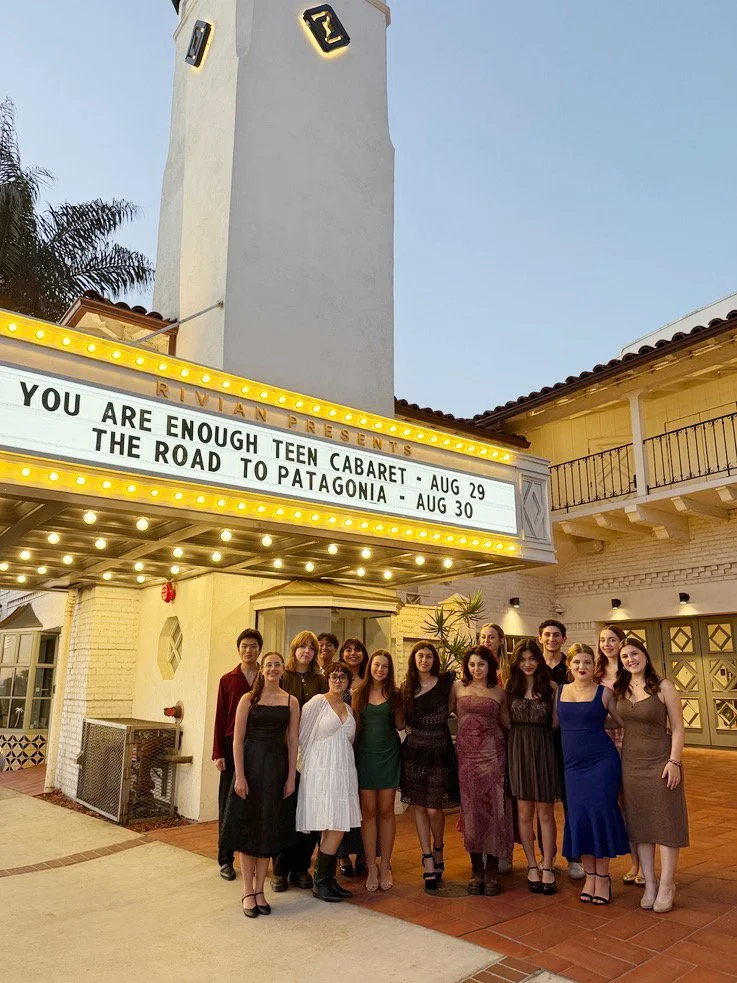 RIVIAN PRESENTS
YOU ARE ENOUGH TEEN CABARET - AUG 29
THE ROAD TO PATAGONIA - AUG 30